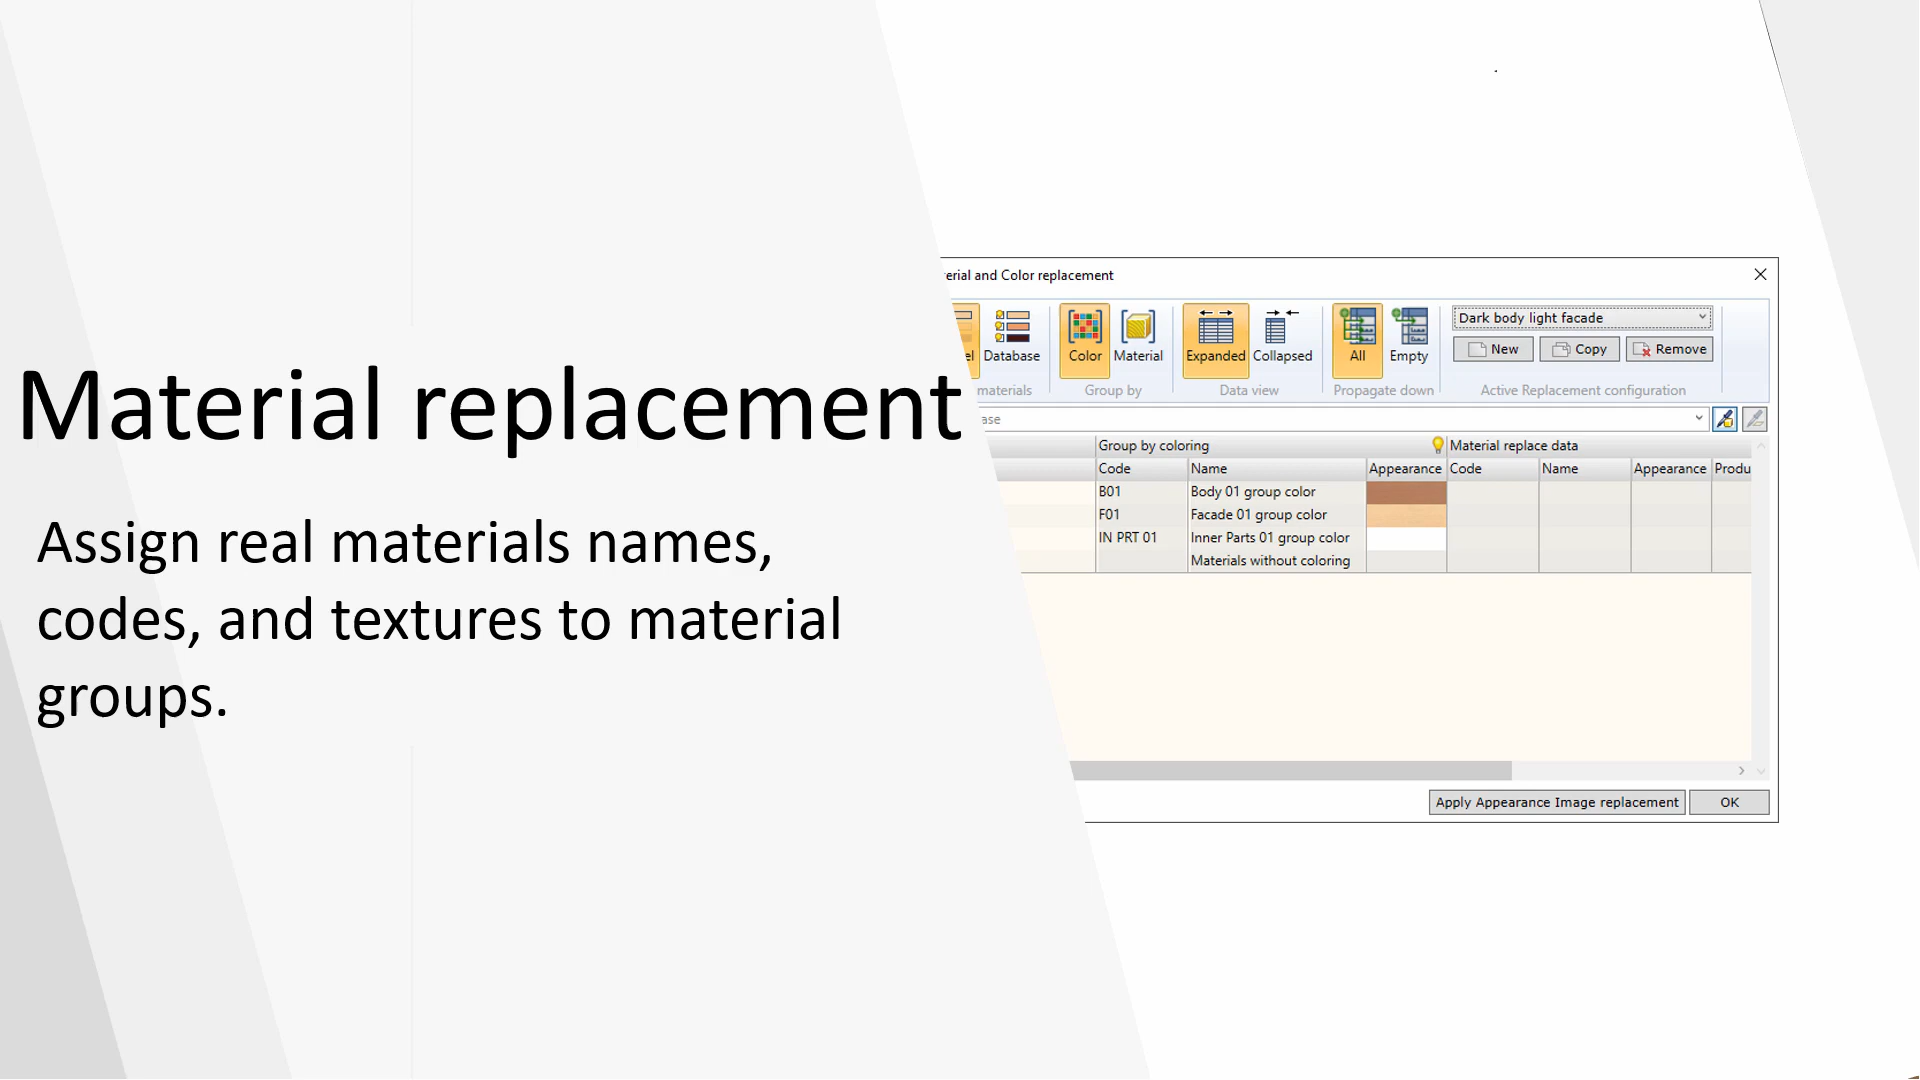 Material replacement
Assign real materials names,
codes, and textures to material
groups.
erial and Color replacement
Database
materials
Color
Material
Group by
Expanded
Collapsed
Data view
All
Empty
Propagate down
Dark body light facade
New
Copy
Remove
Active Replacement configuration
Group by coloring
Material replace data
Code
Name
Appearance
Code
Name
Appearance
Produ
B01
Body 01 group color
F01
Facade 01 group color
IN PRT 01
Inner Parts 01 group color
Materials without coloring
Apply Appearance Image replacement
OK